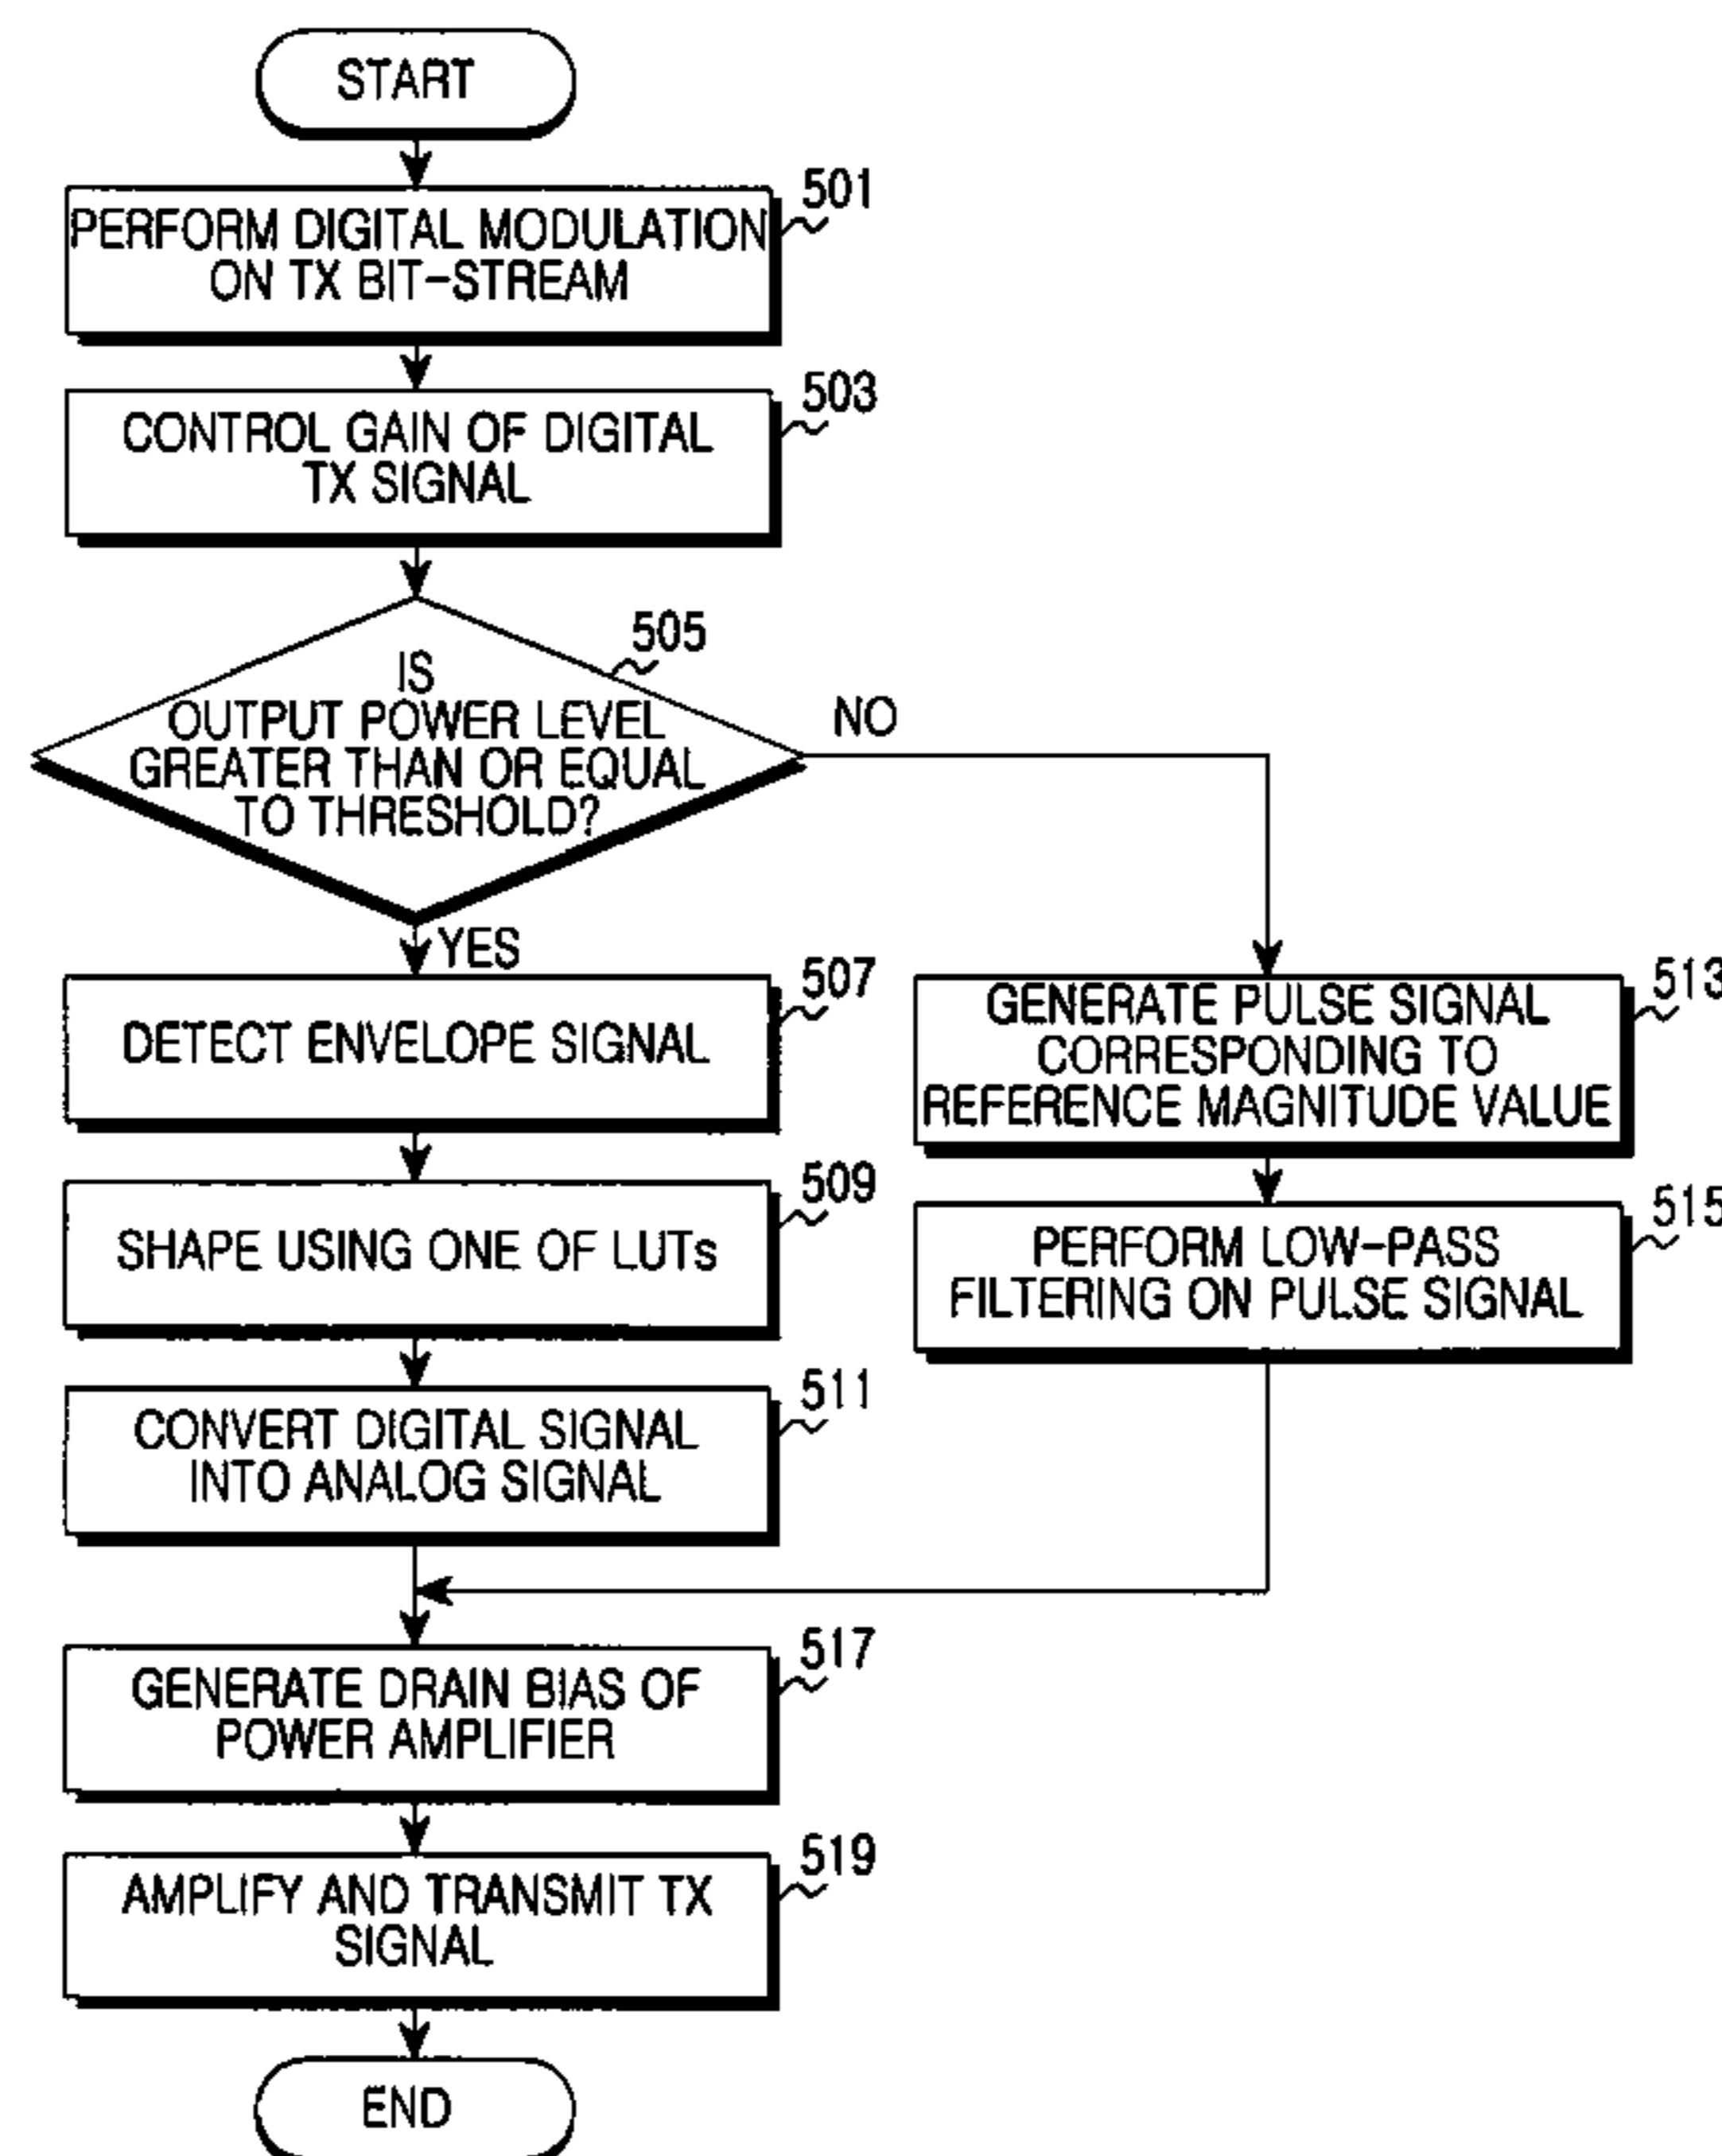 START
501
PERFORM DIGITAL MODULATION
ON TX BIT-STREAM
503
CONTROL GAIN OF DIGITAL
TX SIGNAL
505
IS
OUTPUT POWER LEVEL
GREATER THAN OR EQUAL
TO THRESHOLD?
NO
YES
507
DETECT ENVELOPE SIGNAL
509
SHAPE USING ONE OF LUTs
511
CONVERT DIGITAL SIGNAL
INTO ANALOG SIGNAL
513
GENERATE PULSE SIGNAL
CORRESPONDING TO
REFERENCE MAGNITUDE VALUE
515
PERFORM LOW-PASS
FILTERING ON PULSE SIGNAL
517
GENERATE DRAIN BIAS OF
POWER AMPLIFIER
519
AMPLIFY AND TRANSMIT TX
SIGNAL
END